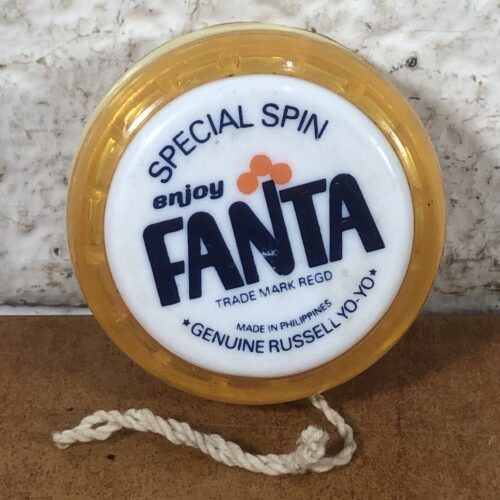 SPECIAL SPIN
enjoy
FANTA
TRADE MARK REGD
MADE IN PHILIPPINES
*GENUINE RUSSELL YO-YO*